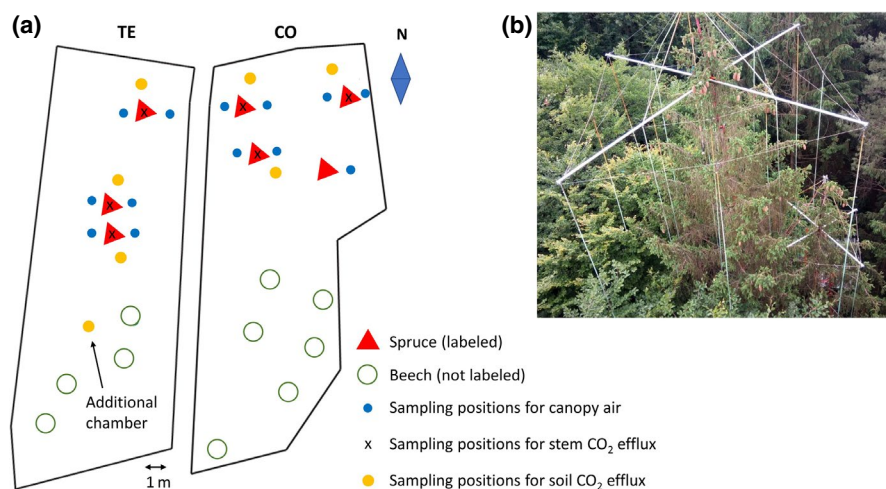 (a)
TE
CO
N
(b)
Additional
chamber
1 m
Spruce (labeled)
Beech (not labeled)
Sampling positions for canopy air
x Sampling positions for stem CO₂ efflux
Sampling positions for soil CO₂ efflux